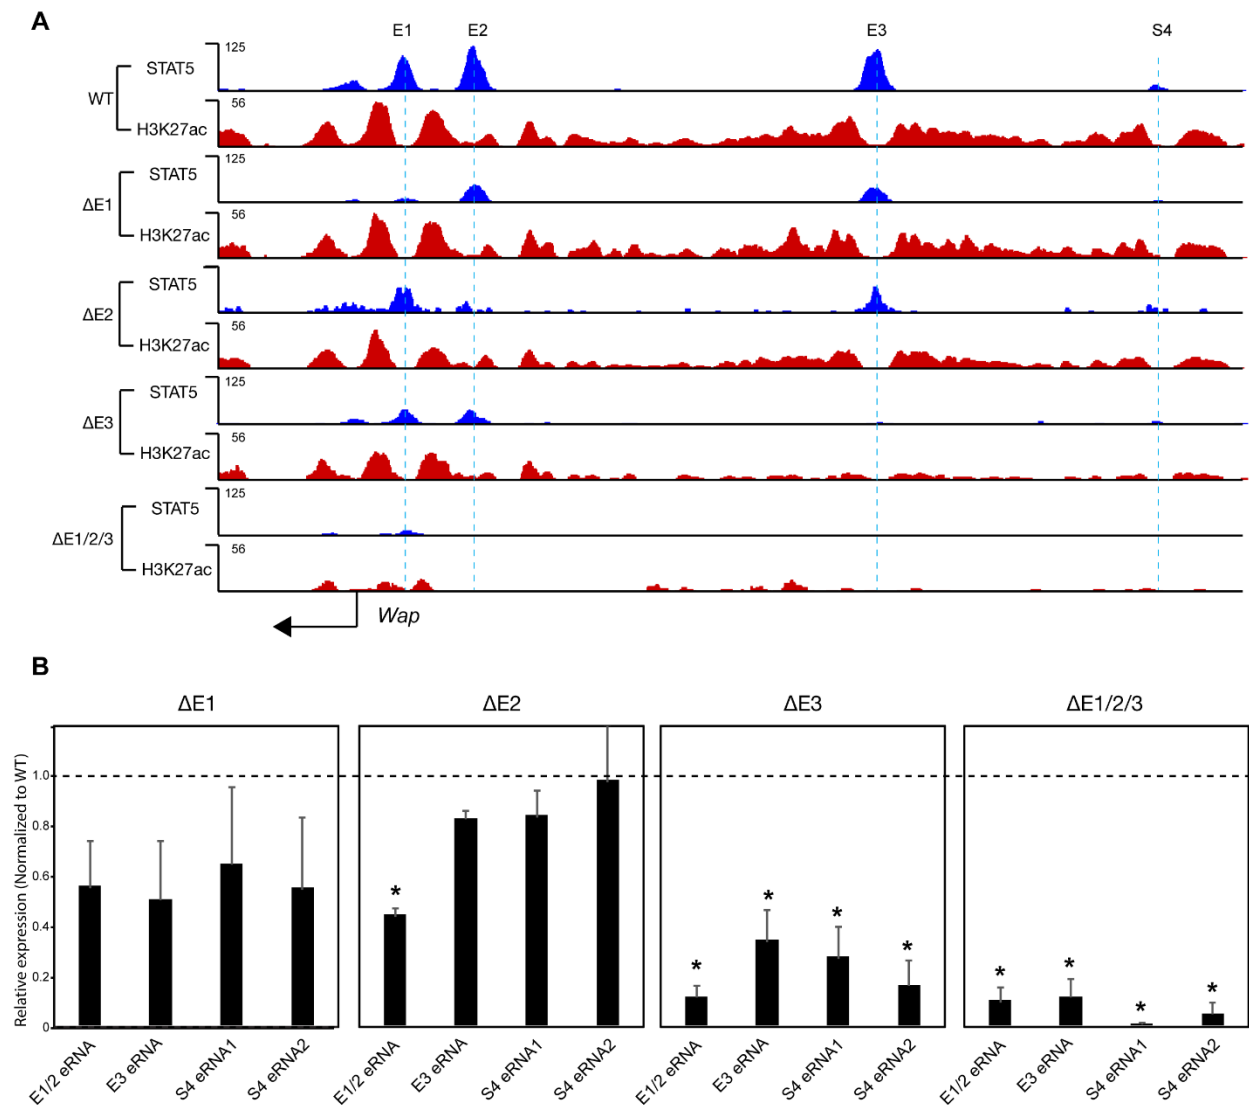 A
E1 E2 E3 S4
125
STAT5
WT
56
H3K27ac
125
STAT5
ΔE1
56
H3K27ac
125
STAT5
ΔE2
56
H3K27ac
125
STAT5
ΔE3
56
H3K27ac
125
STAT5
ΔE1/2/3
56
H3K27ac
Wap
B
ΔE1 ΔE2 ΔE3 ΔE1/2/3
Relative expression (Normalized to WT)
1.0
0.8
0.6
0.4
0.2
0
* * * * * * * * *
E1/2 eRNA E3 eRNA S4 eRNA1 S4 eRNA2 E1/2 eRNA E3 eRNA S4 eRNA1 S4 eRNA2 E1/2 eRNA E3 eRNA S4 eRNA1 S4 eRNA2 E1/2 eRNA E3 eRNA S4 eRNA1 S4 eRNA2